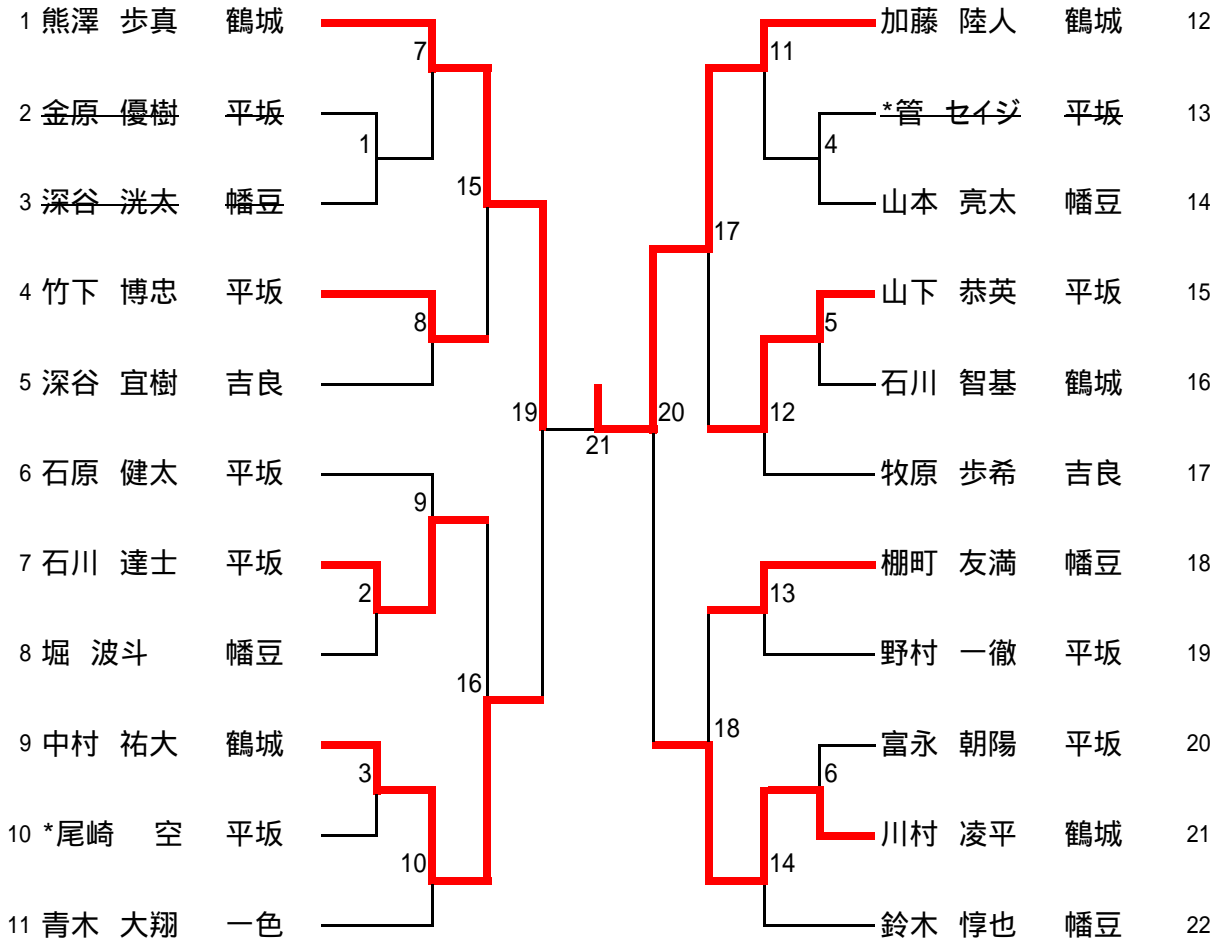 1 熊澤 歩真 鶴城
2 金原 優樹 平坂
3 深谷 洸太 幡豆
4 竹下 博忠 平坂
5 深谷 宜樹 吉良
6 石原 健太 平坂
7 石川 達士 平坂
8 堀 波斗 幡豆
9 中村 祐大 鶴城
10 *尾崎 空 平坂
11 青木 大翔 一色
7
1
15
8
19
9
2
16
3
10
21
11
4
17
5
20
12
13
18
6
14
加藤 陸人 鶴城 12
*管 セイジ 平坂 13
山本 亮太 幡豆 14
山下 恭英 平坂 15
石川 智基 鶴城 16
牧原 歩希 吉良 17
棚町 友満 幡豆 18
野村 一徹 平坂 19
富永 朝陽 平坂 20
川村 凌平 鶴城 21
鈴木 惇也 幡豆 22